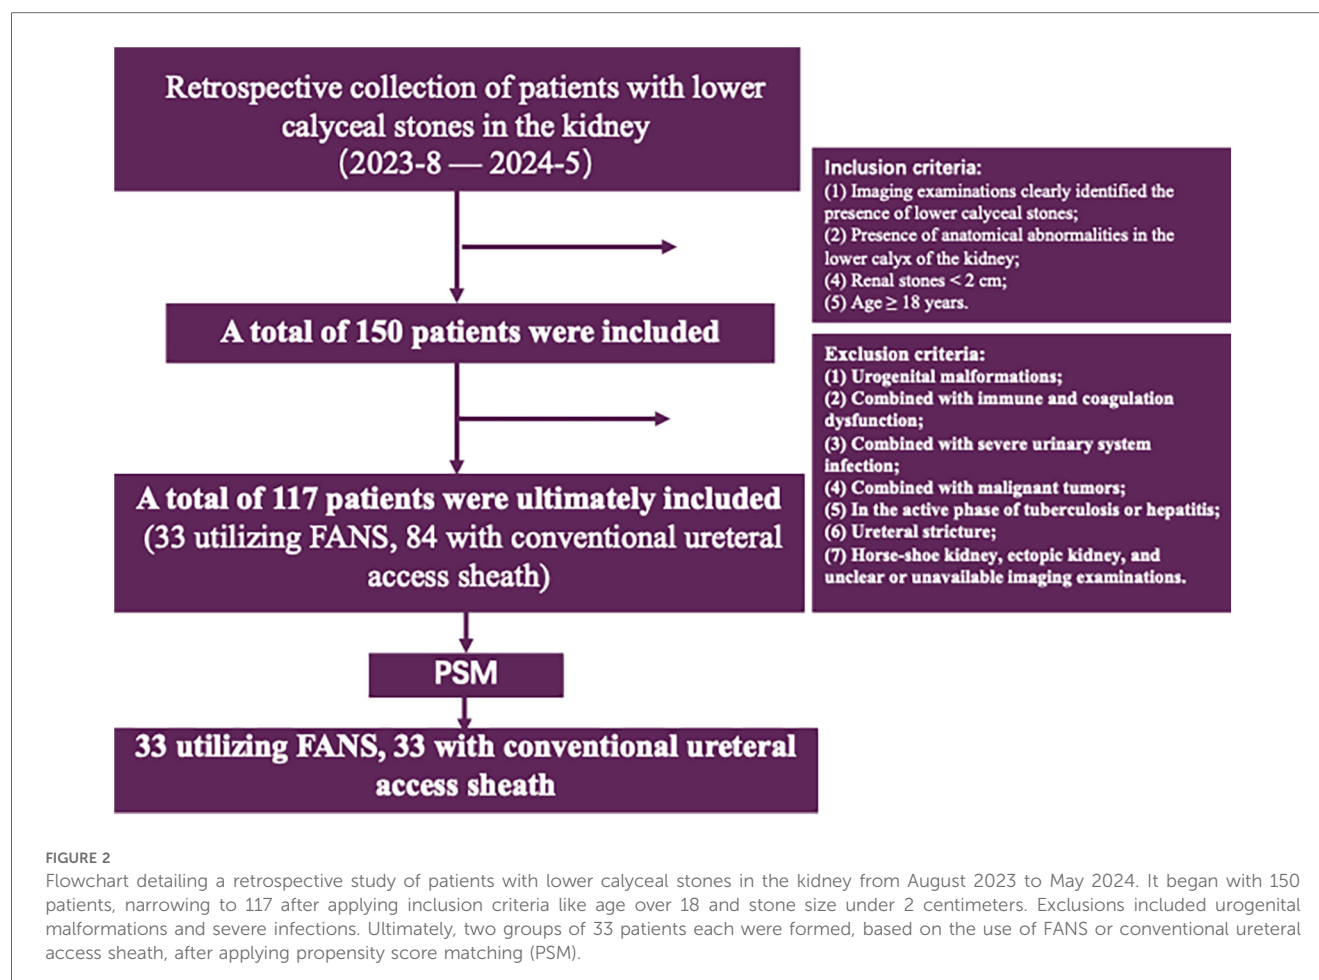 Retrospective collection of patients with lower
calyceal stones in the kidney
(2023-8 — 2024-5)
Inclusion criteria:
(1) Imaging examinations clearly identified the
presence of lower calyceal stones;
(2) Presence of anatomical abnormalities in the
lower calyx of the kidney;
(4) Renal stones < 2 cm;
(5) Age ≥ 18 years.
A total of 150 patients were included
Exclusion criteria:
(1) Urogenital malformations;
(2) Combined with immune and coagulation
dysfunction;
(3) Combined with severe urinary system
infection;
(4) Combined with malignant tumors;
(5) In the active phase of tuberculosis or hepatitis;
(6) Ureteral stricture;
(7) Horse-shoe kidney, ectopic kidney, and
unclear or unavailable imaging examinations.
A total of 117 patients were ultimately included
(33 utilizing FANS, 84 with conventional ureteral
access sheath)
PSM
33 utilizing FANS, 33 with conventional ureteral
access sheath
FIGURE 2
Flowchart detailing a retrospective study of patients with lower calyceal stones in the kidney from August 2023 to May 2024. It began with 150
patients, narrowing to 117 after applying inclusion criteria like age over 18 and stone size under 2 centimeters. Exclusions included urogenital
malformations and severe infections. Ultimately, two groups of 33 patients each were formed, based on the use of FANS or conventional ureteral
access sheath, after applying propensity score matching (PSM).